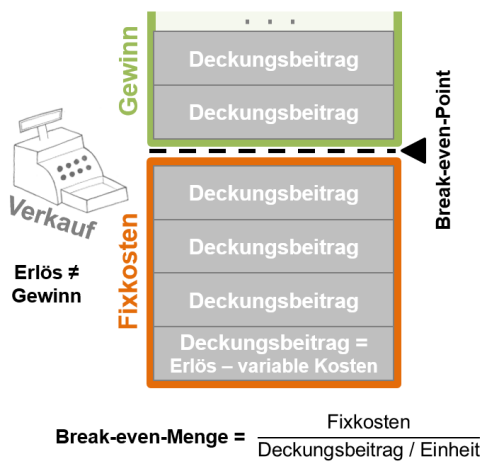 . . .
Gewinn
Deckungsbeitrag
Deckungsbeitrag
Break-even-Point
Verkauf
Erlös ≠
Gewinn
Fixkosten
Deckungsbeitrag
Deckungsbeitrag
Deckungsbeitrag
Deckungsbeitrag =
Erlös – variable Kosten
Fixkosten
Break-even-Menge =
Deckungsbeitrag / Einheit